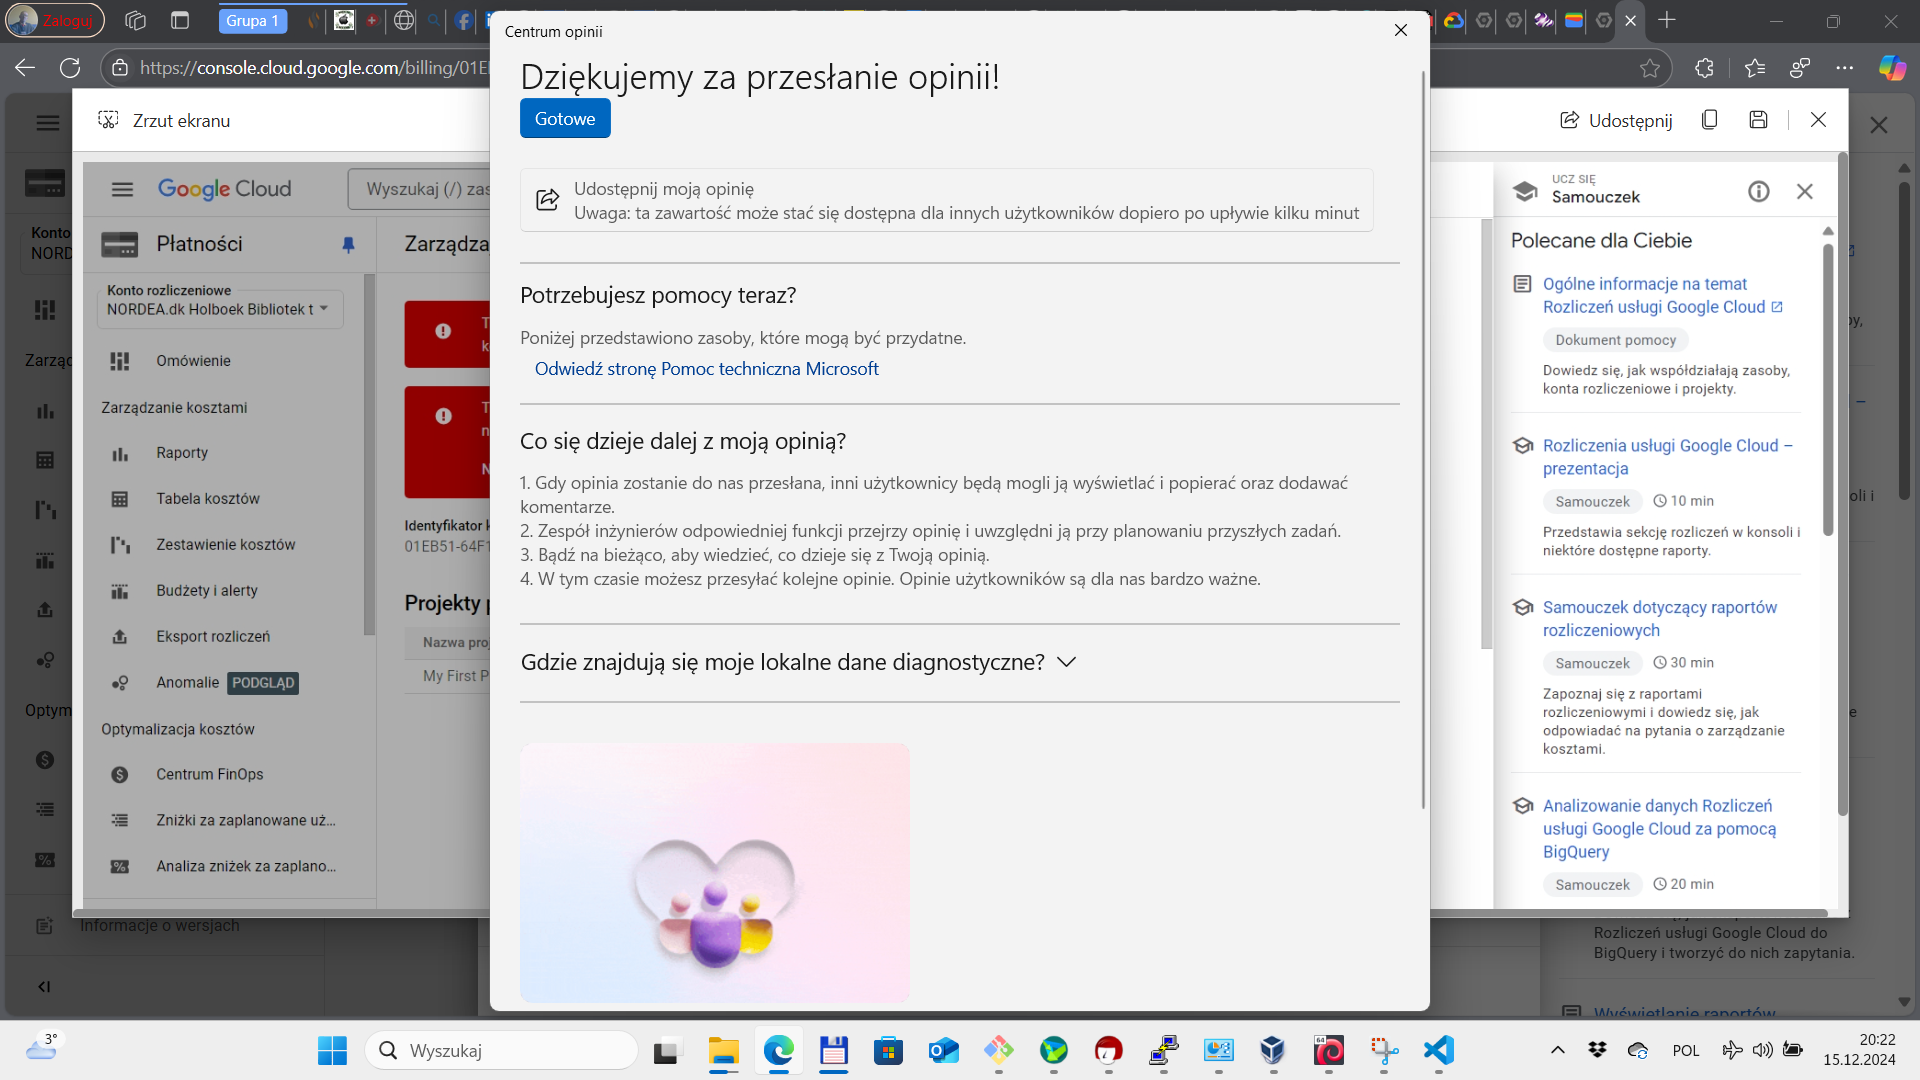 Zaloguj
Grupa 1
https://console.cloud.google.com/billing/01E
Centrum opinii
Dziękujemy za przesłanie opinii!
Gotowe
Udostępnij moją opinię
Uwaga: ta zawartość może stać się dostępna dla innych użytkowników dopiero po upływie kilku minut
Potrzebujesz pomocy teraz?
Poniżej przedstawiono zasoby, które mogą być przydatne.
Odwiedź stronę Pomoc techniczna Microsoft
Co się dzieje dalej z moją opinią?
1. Gdy opinia zostanie do nas przesłana, inni użytkownicy będą mogli ją wyświetlać i popierać oraz dodawać
komentarze.
2. Zespół inżynierów odpowiedniej funkcji przejrzy opinię i uwzględni ją przy planowaniu przyszłych zadań.
3. Bądź na bieżąco, aby wiedzieć, co dzieje się z Twoją opinią.
4. W tym czasie możesz przesyłać kolejne opinie. Opinie użytkowników są dla nas bardzo ważne.
Gdzie znajdują się moje lokalne dane diagnostyczne?
Zrzut ekranu
Udostępnij
Google Cloud
Wyszukaj (/) zas
Płatności
Zarządza
Konto rozliczeniowe
NORDEA.dk Holboek Bibliotek t
Omówienie
Zarządzanie kosztami
Raporty
Tabela kosztów
Zestawienie kosztów
Budżety i alerty
Eksport rozliczeń
Anomalie PODGLĄD
Optymalizacja kosztów
Centrum FinOps
Zniżki za zaplanowane uż...
Analiza zniżek za zaplano...
Identyfikator k
01EB51-64F1
Projekty p
Nazwa proj
My First P
UCZ SIĘ
Samouczek
Polecane dla Ciebie
Ogólne informacje na temat
Rozliczeń usługi Google Cloud
Dokument pomocy
Dowiedz się, jak współdziałają zasoby,
konta rozliczeniowe i projekty.
Rozliczenia usługi Google Cloud –
prezentacja
Samouczek 10 min
Przedstawia sekcję rozliczeń w konsoli i
niektóre dostępne raporty.
Samouczek dotyczący raportów
rozliczeniowych
Samouczek 30 min
Zapoznaj się z raportami
rozliczeniowymi i dowiedz się, jak
odpowiadać na pytania o zarządzanie
kosztami.
Analizowanie danych Rozliczeń
usługi Google Cloud za pomocą
BigQuery
Samouczek 20 min
Konto
NORD
Zarząd
Optym
Informacje o wersjach
Rozliczeń usługi Google Cloud do
BigQuery i tworzyć do nich zapytania.
Wyświetlanie raportów
3°
Wyszukaj
POL
20:22
15.12.2024